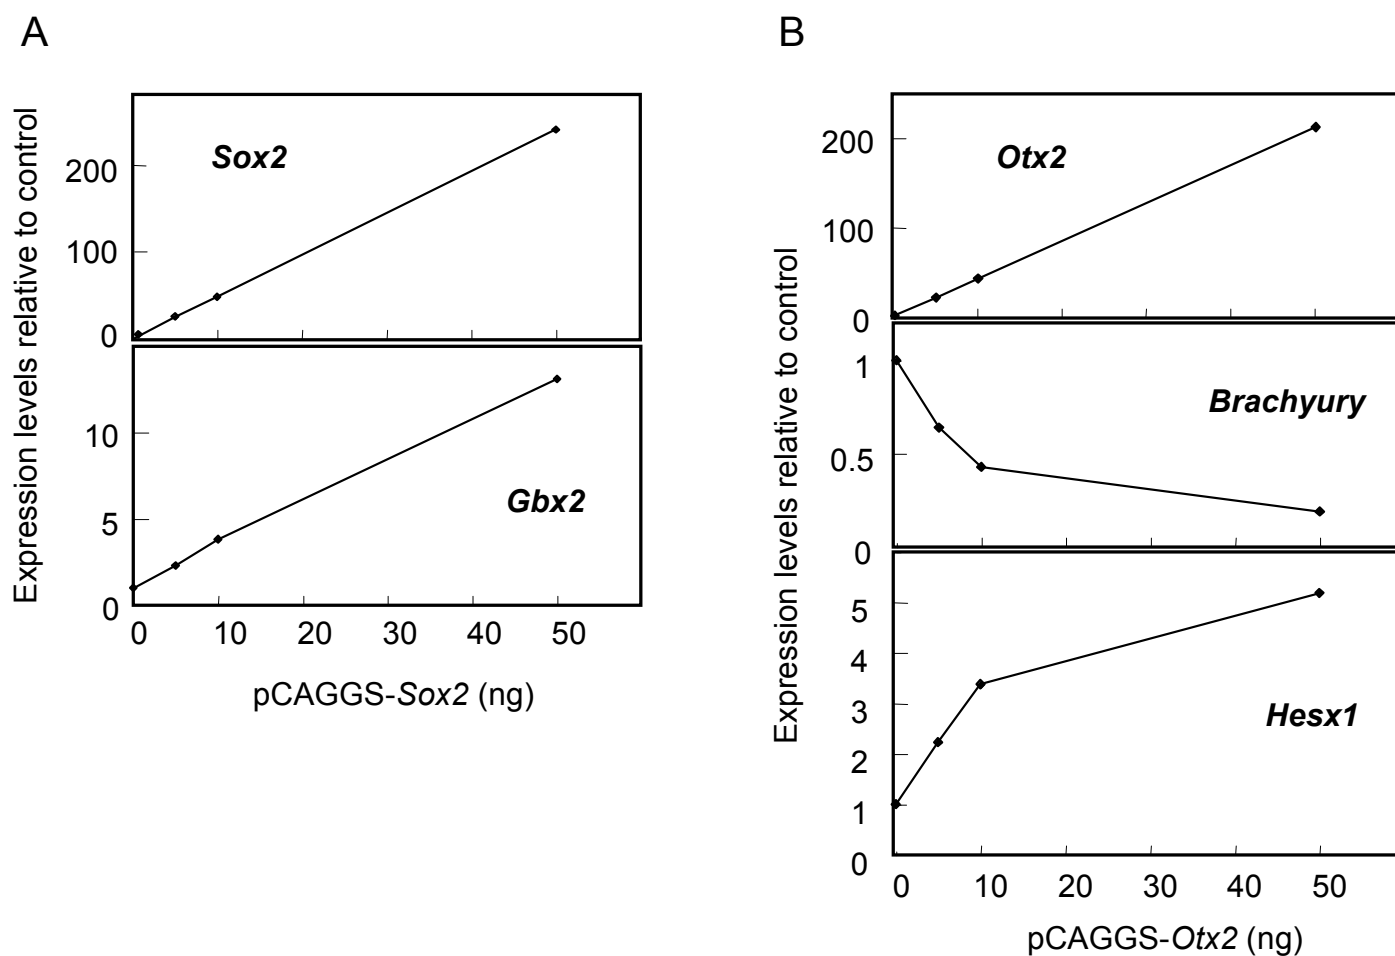 A
Expression levels relative to control
Sox2
200
100
0
Gbx2
10
5
0
0 10 20 30 40 50
pCAGGS-Sox2 (ng)
B
Expression levels relative to control
Otx2
200
100
0
Brachyury
1
0.5
0
Hesx1
5
4
3
2
1
0
0 10 20 30 40 50
pCAGGS-Otx2 (ng)